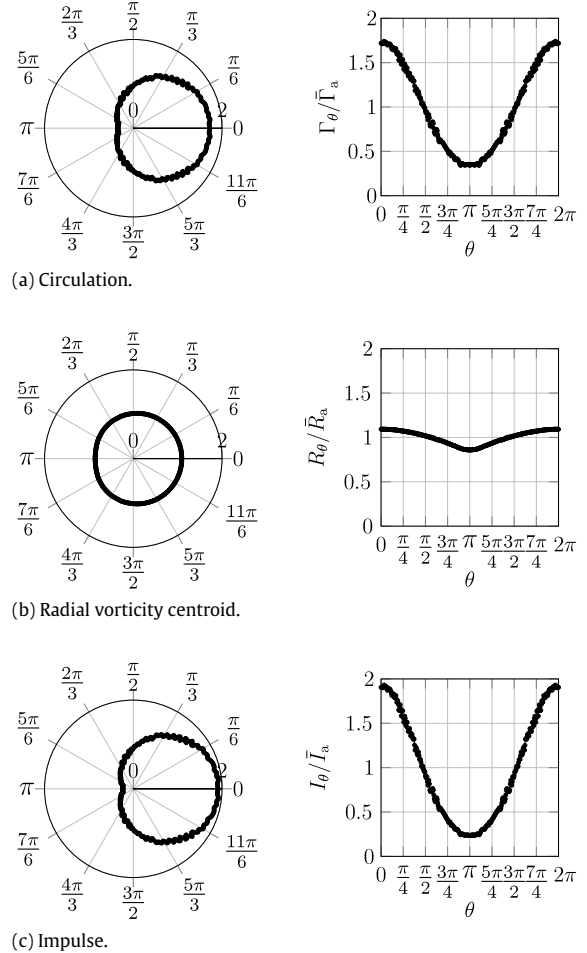 π/2
2π/3 π/3
5π/6 π/6
π 0 2 0
7π/6 11π/6
4π/3 5π/3
3π/2
Γ_θ/Γ̄_a
2
1.5
1
0.5
0
0 π/4 π/2 3π/4 π 5π/4 3π/2 7π/4 2π
θ
(a) Circulation.
π/2
2π/3 π/3
5π/6 π/6
π 0 2 0
7π/6 11π/6
4π/3 5π/3
3π/2
R_θ/R̄_a
2
1.5
1
0.5
0
0 π/4 π/2 3π/4 π 5π/4 3π/2 7π/4 2π
θ
(b) Radial vorticity centroid.
π/2
2π/3 π/3
5π/6 π/6
π 0 2 0
7π/6 11π/6
4π/3 5π/3
3π/2
I_θ/Ī_a
2
1.5
1
0.5
0
0 π/4 π/2 3π/4 π 5π/4 3π/2 7π/4 2π
θ
(c) Impulse.